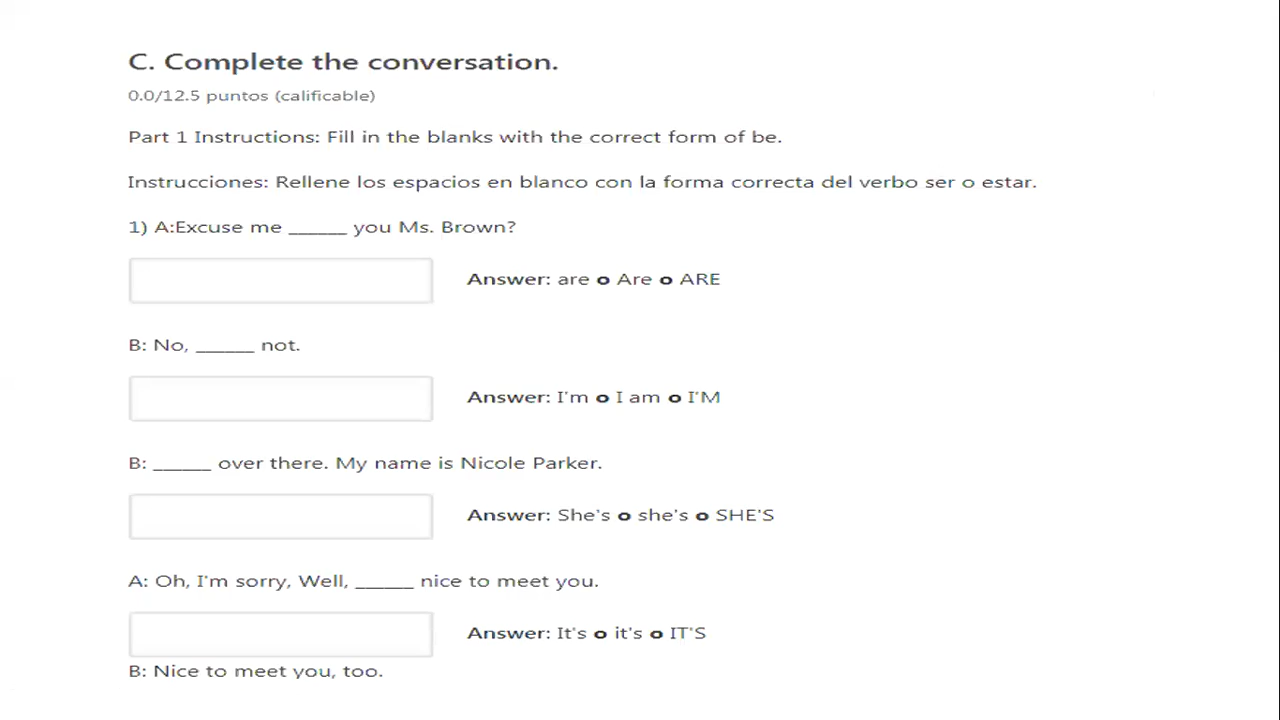 C. Complete the conversation.
0.0/12.5 puntos (calificable)
Part 1 Instructions: Fill in the blanks with the correct form of be.
Instrucciones: Rellene los espacios en blanco con la forma correcta del verbo ser o estar.
1) A:Excuse me ______ you Ms. Brown?
Answer: are o Are o ARE
B: No, ______ not.
Answer: I'm o I am o I'M
B: ______ over there. My name is Nicole Parker.
Answer: She's o she's o SHE'S
A: Oh, I'm sorry, Well, ______ nice to meet you.
Answer: It's o it's o IT'S
B: Nice to meet you, too.